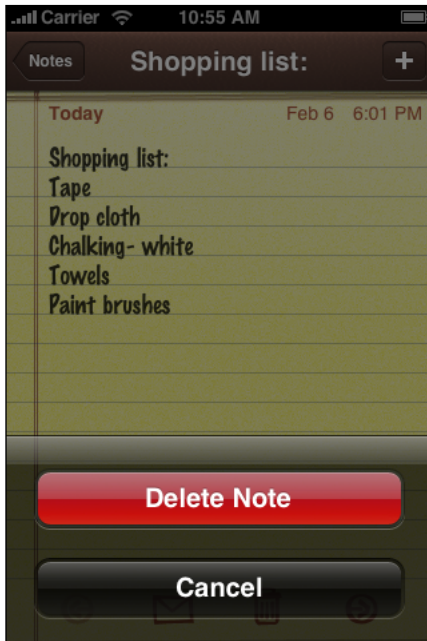 Carrier 10:55 AM
Notes Shopping list: +
Today Feb 6 6:01 PM
Shopping list:
Tape
Drop cloth
Chalking- white
Towels
Paint brushes
Delete Note
Cancel